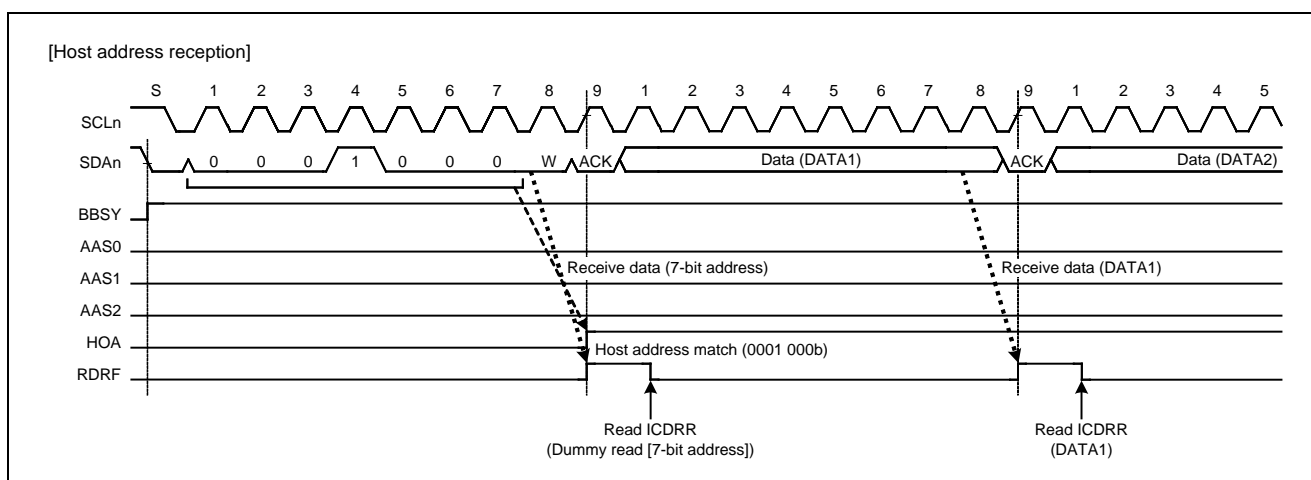 [Host address reception]
S 1 2 3 4 5 6 7 8 9 1 2 3 4 5 6 7 8 9 1 2 3 4 5
SCLn
SDAn 0 0 0 1 0 0 0 W ACK Data (DATA1) ACK Data (DATA2)
BBSY
AAS0
AAS1 Receive data (7-bit address) Receive data (DATA1)
AAS2
HOA
Host address match (0001 000b)
RDRF
Read ICDRR Read ICDRR
(Dummy read [7-bit address]) (DATA1)